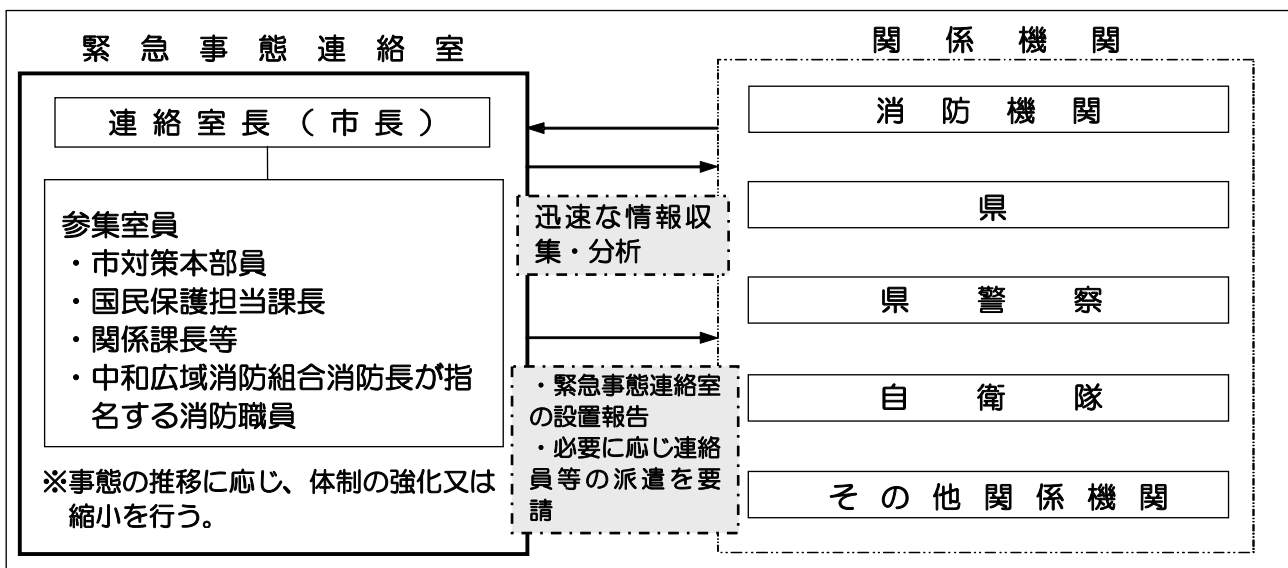 緊急事態連絡室
連絡室長(市長)
参集室員
・市対策本部員
・国民保護担当課長
・関係課長等
・中和広域消防組合消防長が指
名する消防職員
※事態の推移に応じ、体制の強化又は
縮小を行う。
迅速な情報収
集・分析
・緊急事態連絡室
の設置報告
・必要に応じ連絡
員等の派遣を要
請
関係機関
消防機関
県
県警察
自衛隊
その他関係機関